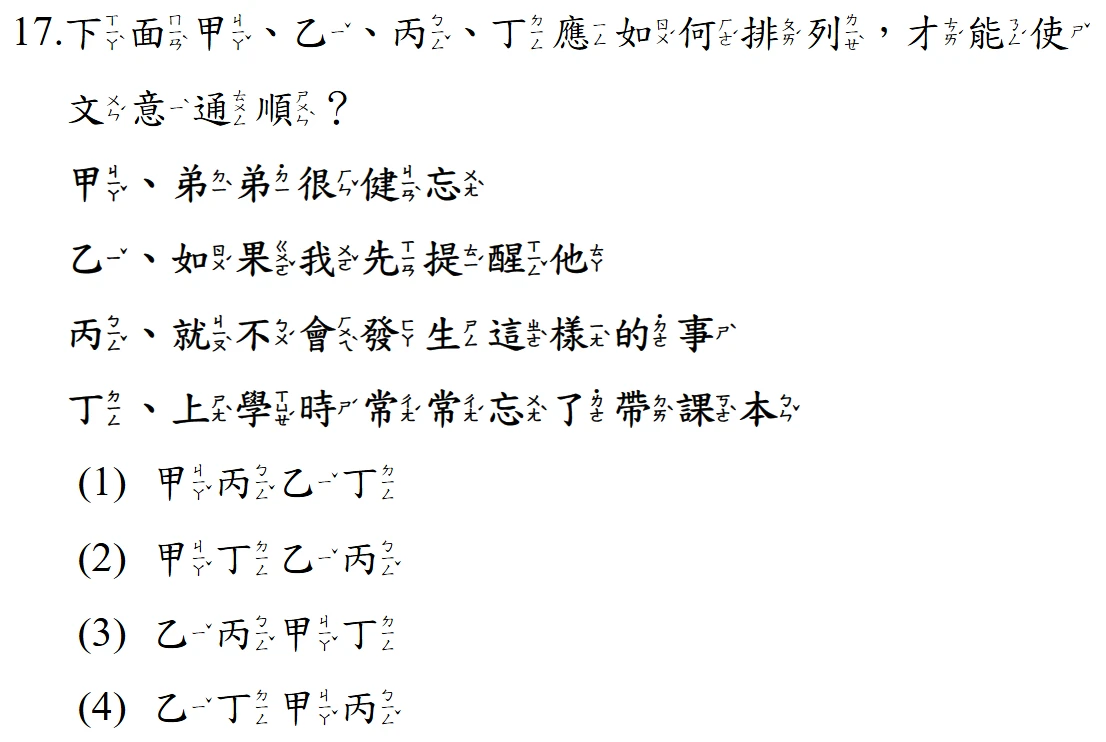 17.下面甲、乙、丙、丁應如何排列，才能使
文意通順？
甲、弟弟很健忘
乙、如果我先提醒他
丙、就不會發生這樣的事
丁、上學時常常忘了帶課本
(1) 甲丙乙丁
(2) 甲丁乙丙
(3) 乙丙甲丁
(4) 乙丁甲丙